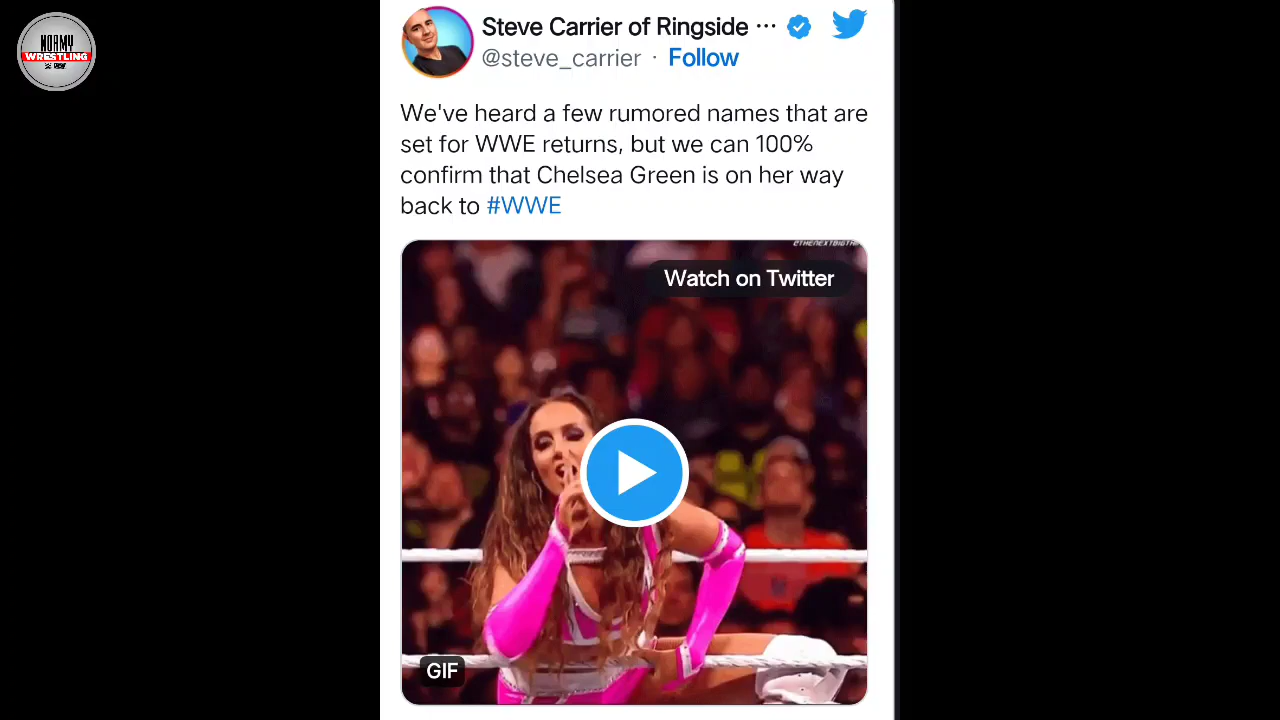 NORMY
WRESTLING
Steve Carrier of Ringside ···
@steve_carrier · Follow
We've heard a few rumored names that are
set for WWE returns, but we can 100%
confirm that Chelsea Green is on her way
back to #WWE
Watch on Twitter
GIF